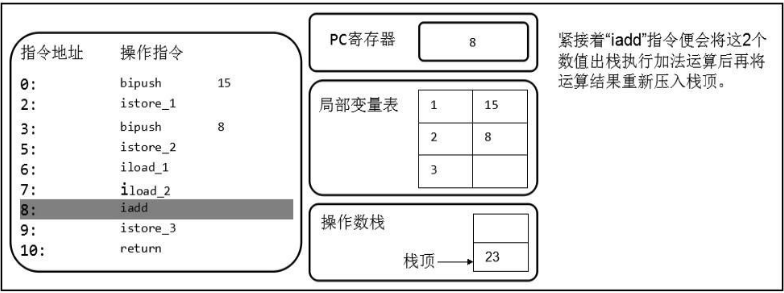 指令地址 操作指令
0: bipush 15
2: istore_1
3: bipush 8
5: istore_2
6: iload_1
7: iload_2
8: iadd
9: istore_3
10: return
PC寄存器 8
局部变量表 1 15
2 8
3
操作数栈
栈顶 23
紧接着“iadd”指令便会将这2个
数值出栈执行加法运算后再将
运算结果重新压入栈顶。